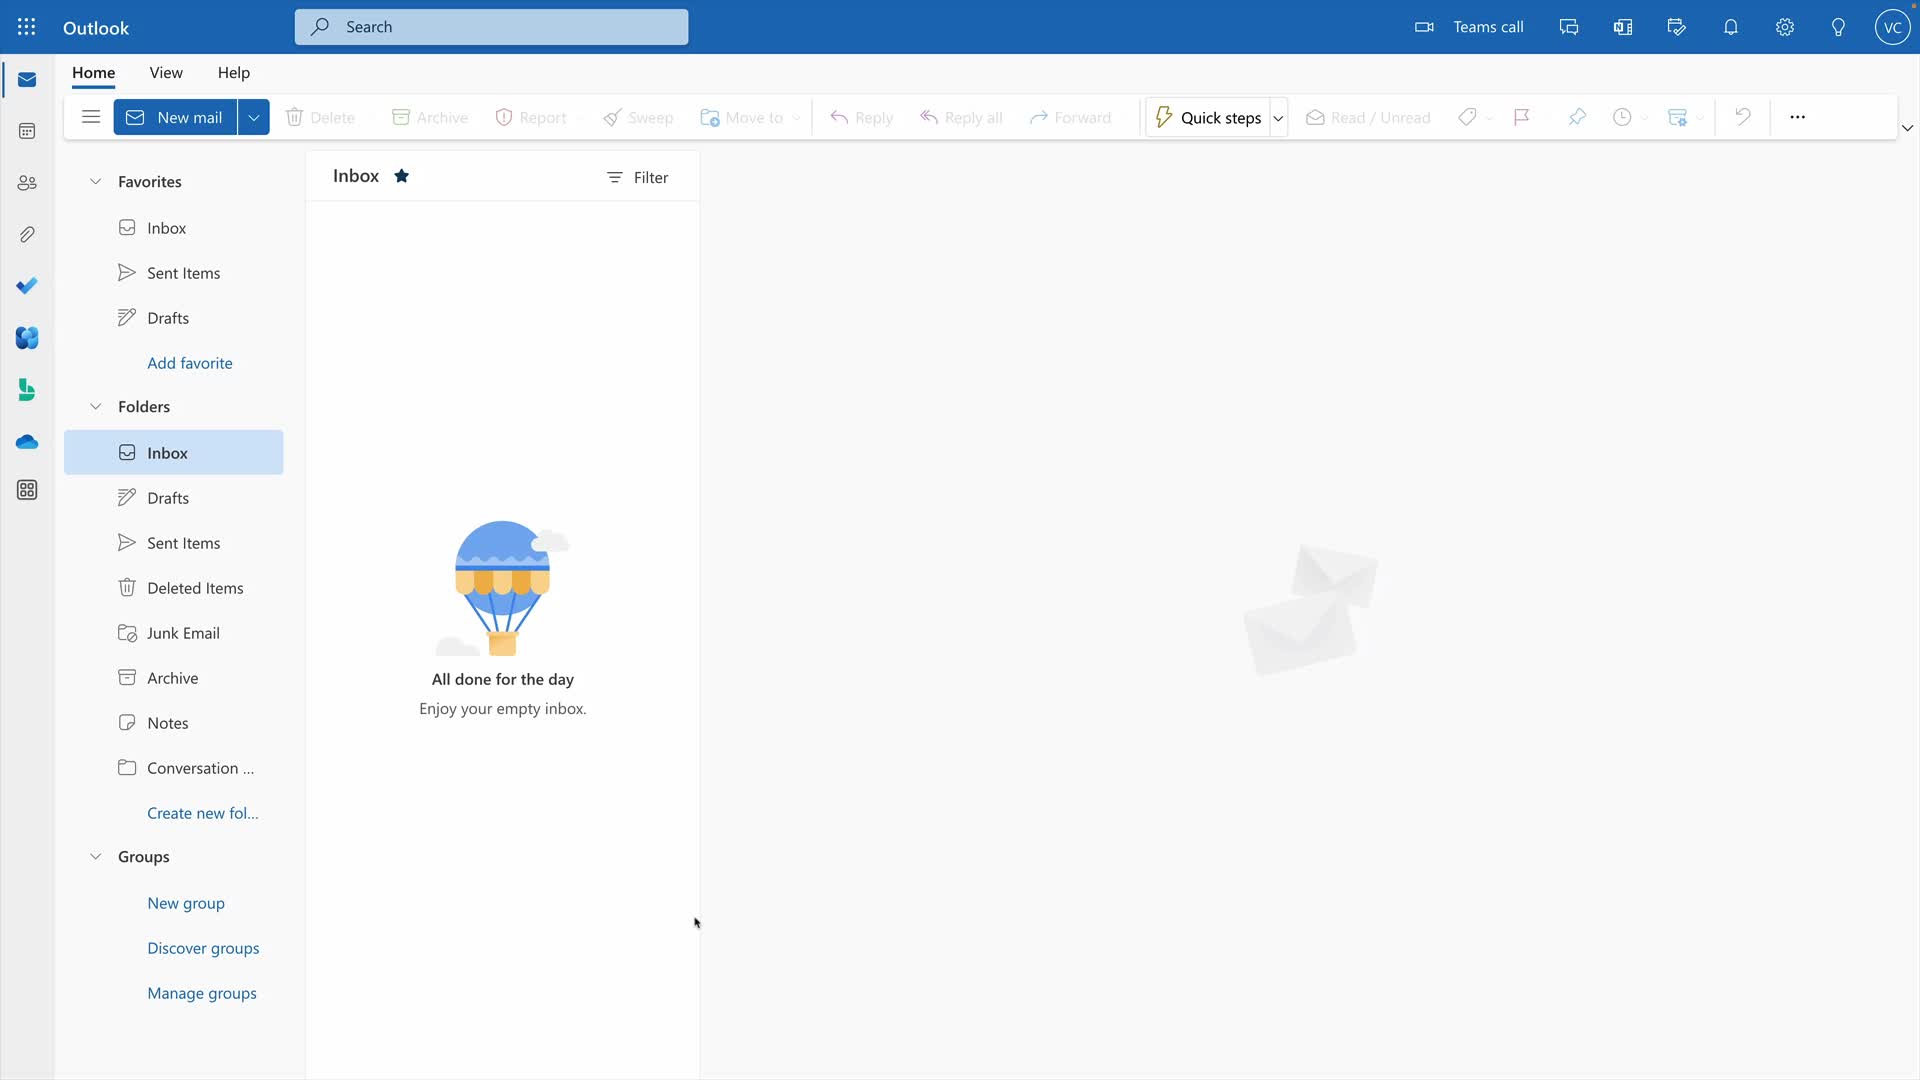 Outlook
Search
Teams call
VC
Home
View
Help
New mail
Delete
Archive
Report
Sweep
Move to
Reply
Reply all
Forward
Quick steps
Read / Unread
Favorites
Inbox
Sent Items
Drafts
Add favorite
Folders
Inbox
Drafts
Sent Items
Deleted Items
Junk Email
Archive
Notes
Conversation ...
Create new fol...
Groups
New group
Discover groups
Manage groups
Inbox
Filter
All done for the day
Enjoy your empty inbox.